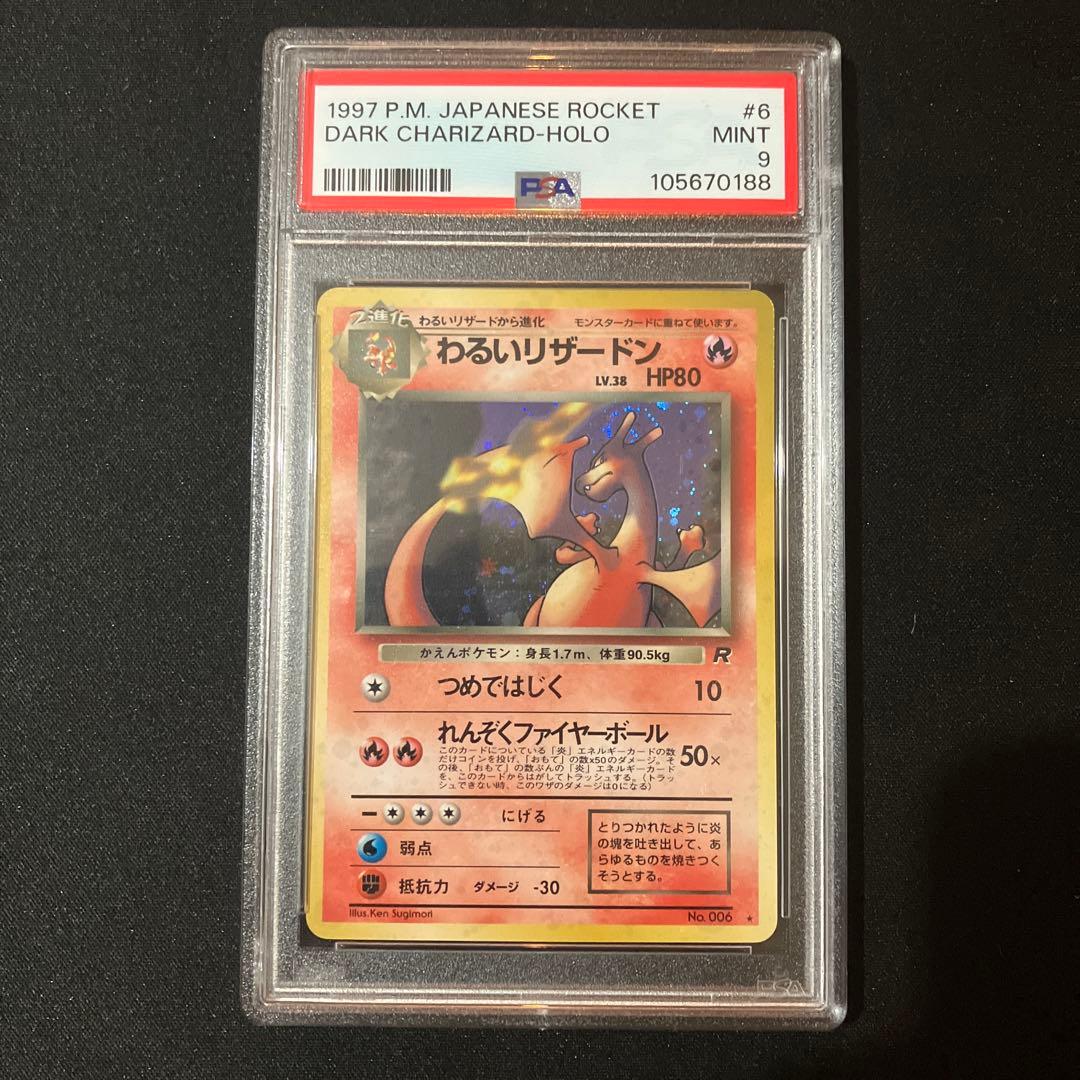 1997 P.M. JAPANESE ROCKET #6
DARK CHARIZARD-HOLO MINT
9
PSA 105670188
2進化 わるいリザードから進化 モンスターカードに重ねて使います。
わるいリザードン
LV.38 HP80
かえんポケモン：身長1.7m、体重90.5kg R
つめではじく 10
れんぞくファイヤーボール
このカードについている「炎」エネルギーカードの数
だけコインを投げ、「おもて」の数x50のダメージ。そ
の後、「おもて」の数ぶんの「炎」エネルギーカード
を、このカードからはがしてトラッシュする。（トラッ
シュできない時、このワザのダメージは0になる）
50×
にげる
弱点
抵抗力 ダメージ -30
とりつかれたように炎
の塊を吐き出して、あ
らゆるものを焼きつく
そうとする。
Illus.Ken Sugimori No.006 ★
PSA